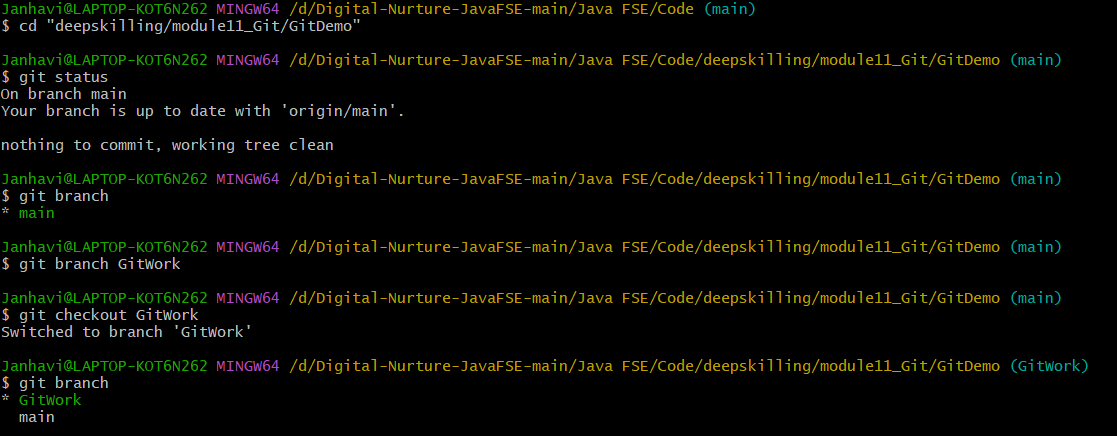 Janhavi@LAPTOP-KOT6N262 MINGW64 /d/Digital-Nurture-JavaFSE-main/Java FSE/Code (main)
$ cd "deepskilling/module11_Git/GitDemo"
Janhavi@LAPTOP-KOT6N262 MINGW64 /d/Digital-Nurture-JavaFSE-main/Java FSE/Code/deepskilling/module11_Git/GitDemo (main)
$ git status
On branch main
Your branch is up to date with 'origin/main'.
nothing to commit, working tree clean
Janhavi@LAPTOP-KOT6N262 MINGW64 /d/Digital-Nurture-JavaFSE-main/Java FSE/Code/deepskilling/module11_Git/GitDemo (main)
$ git branch
* main
Janhavi@LAPTOP-KOT6N262 MINGW64 /d/Digital-Nurture-JavaFSE-main/Java FSE/Code/deepskilling/module11_Git/GitDemo (main)
$ git branch GitWork
Janhavi@LAPTOP-KOT6N262 MINGW64 /d/Digital-Nurture-JavaFSE-main/Java FSE/Code/deepskilling/module11_Git/GitDemo (main)
$ git checkout GitWork
Switched to branch 'GitWork'
Janhavi@LAPTOP-KOT6N262 MINGW64 /d/Digital-Nurture-JavaFSE-main/Java FSE/Code/deepskilling/module11_Git/GitDemo (GitWork)
$ git branch
* GitWork
  main